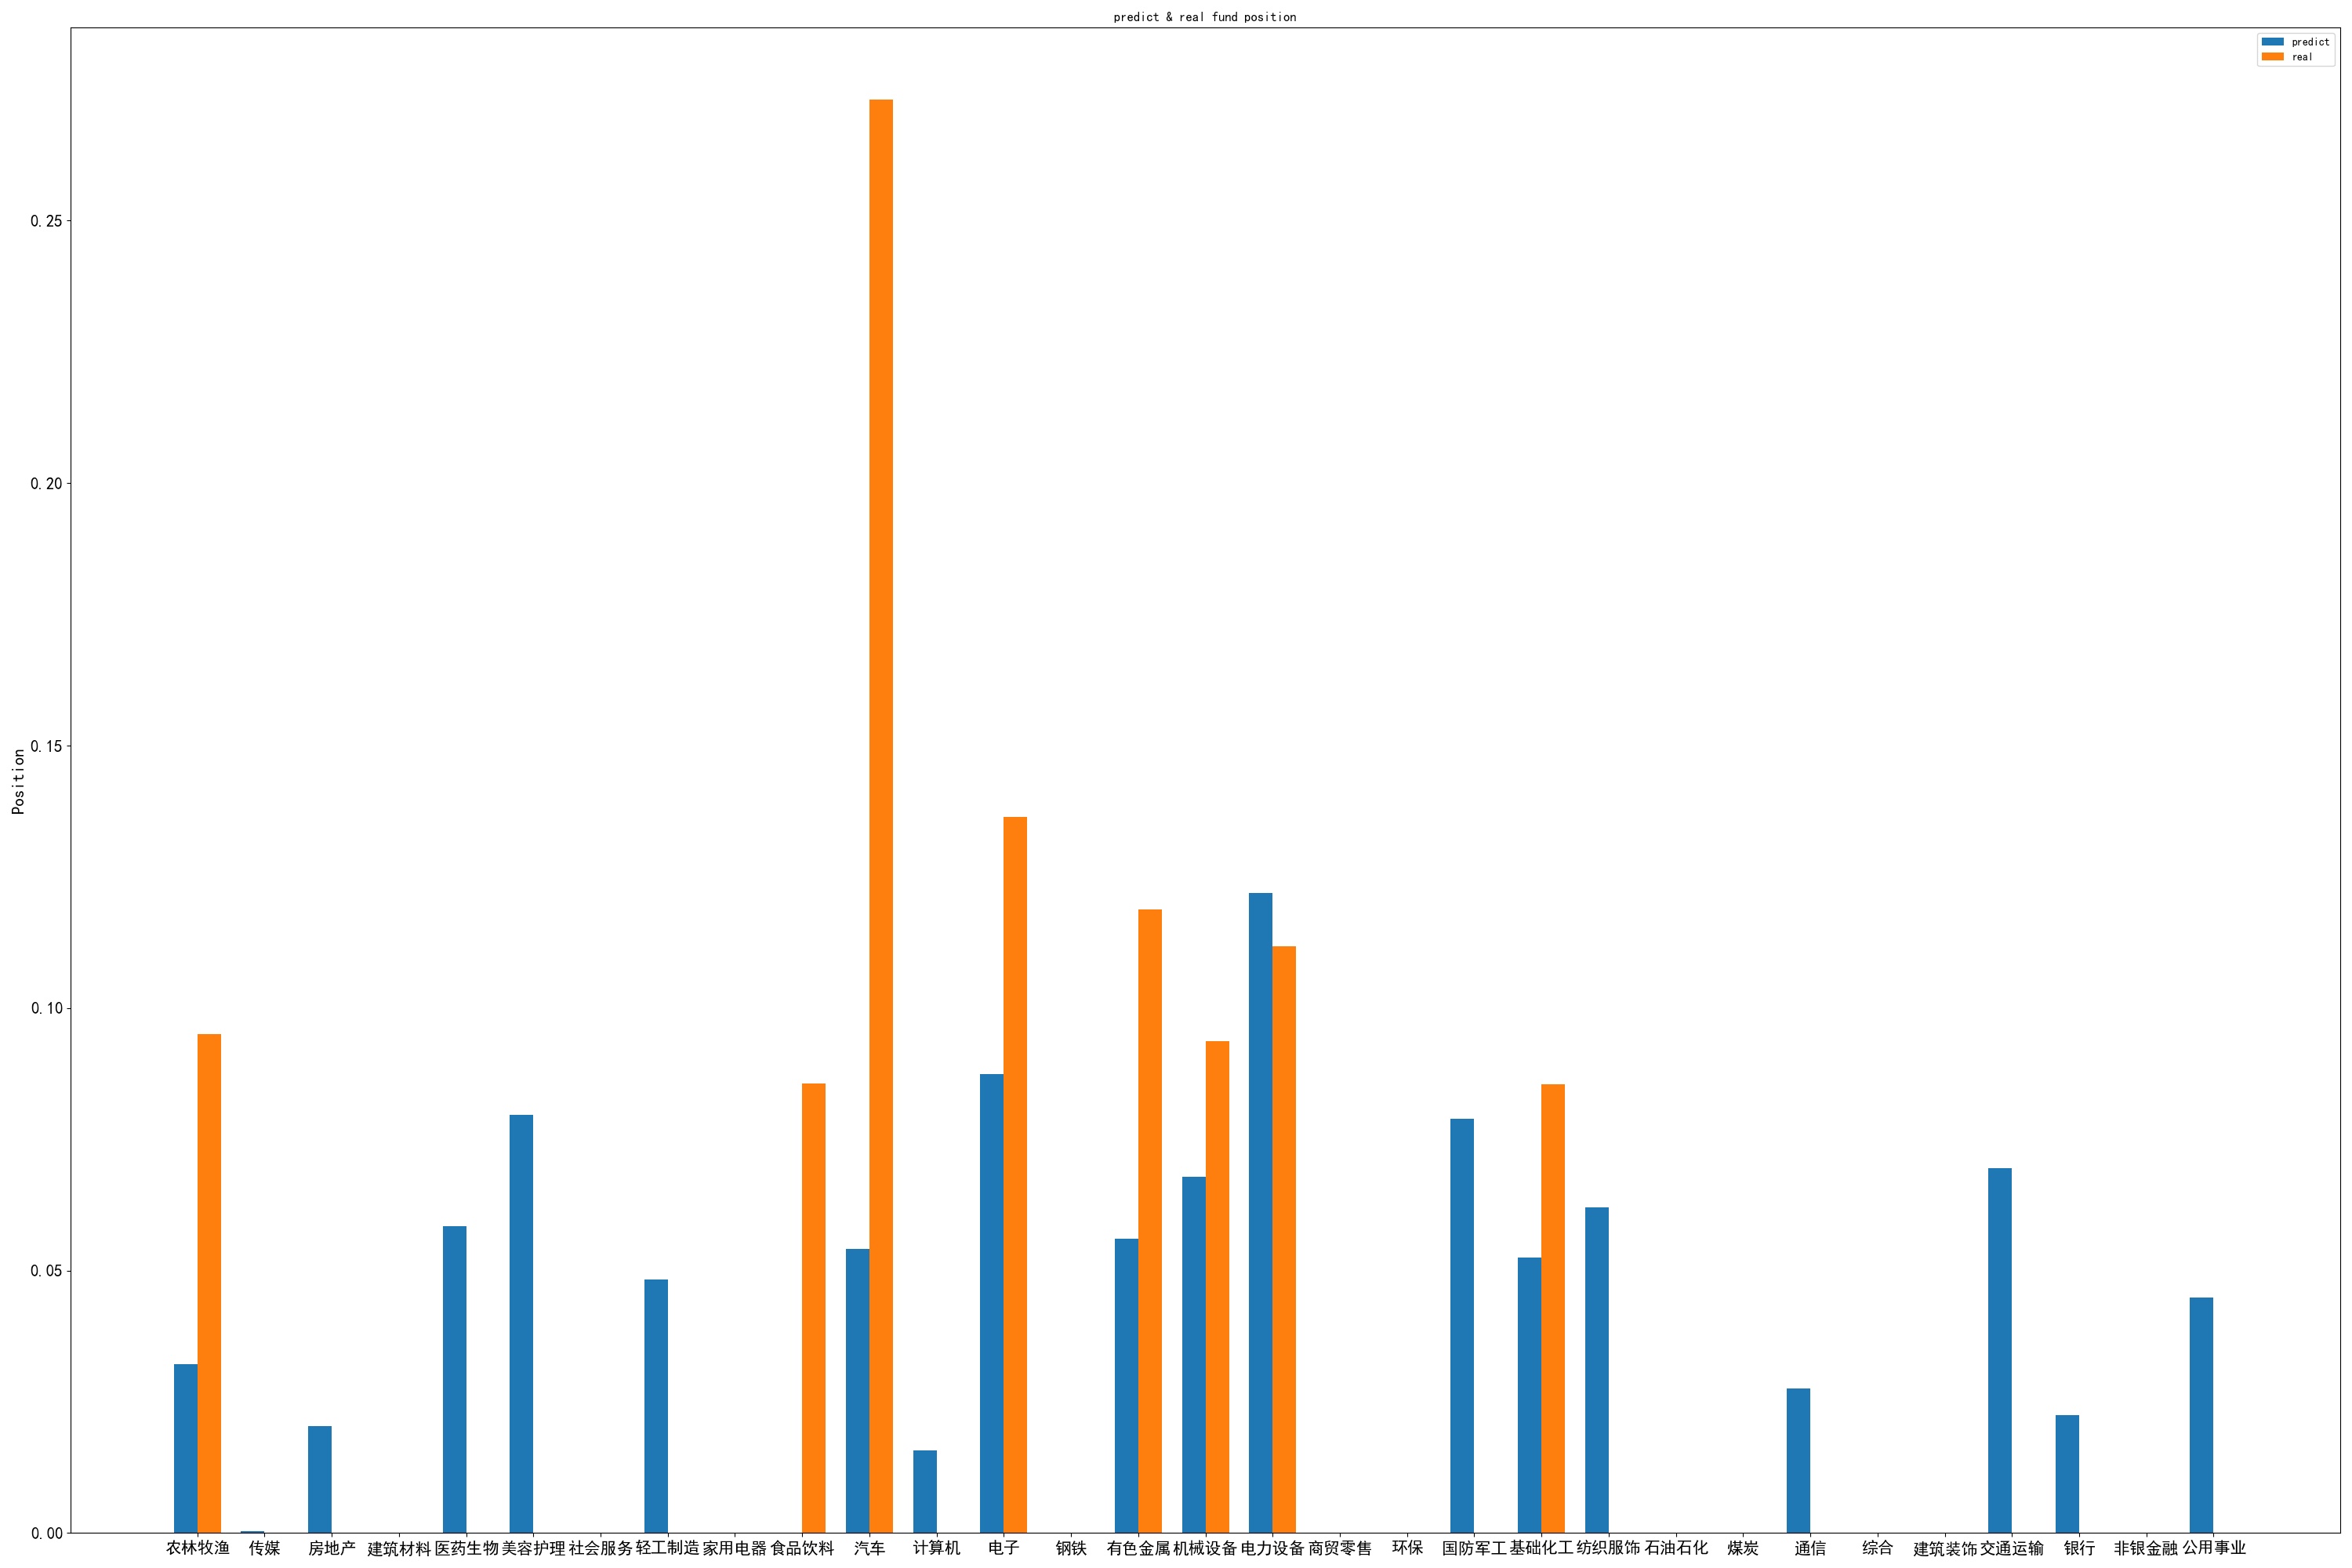 predict & real fund position
predict
real
Position
0.25
0.20
0.15
0.10
0.05
0.00
农林牧渔 传媒 房地产 建筑材料 医药生物 美容护理 社会服务 轻工制造 家用电器 食品饮料 汽车 计算机 电子 钢铁 有色金属 机械设备 电力设备 商贸零售 环保 国防军工 基础化工 纺织服饰 石油石化 煤炭 通信 综合 建筑装饰 交通运输 银行 非银金融 公用事业